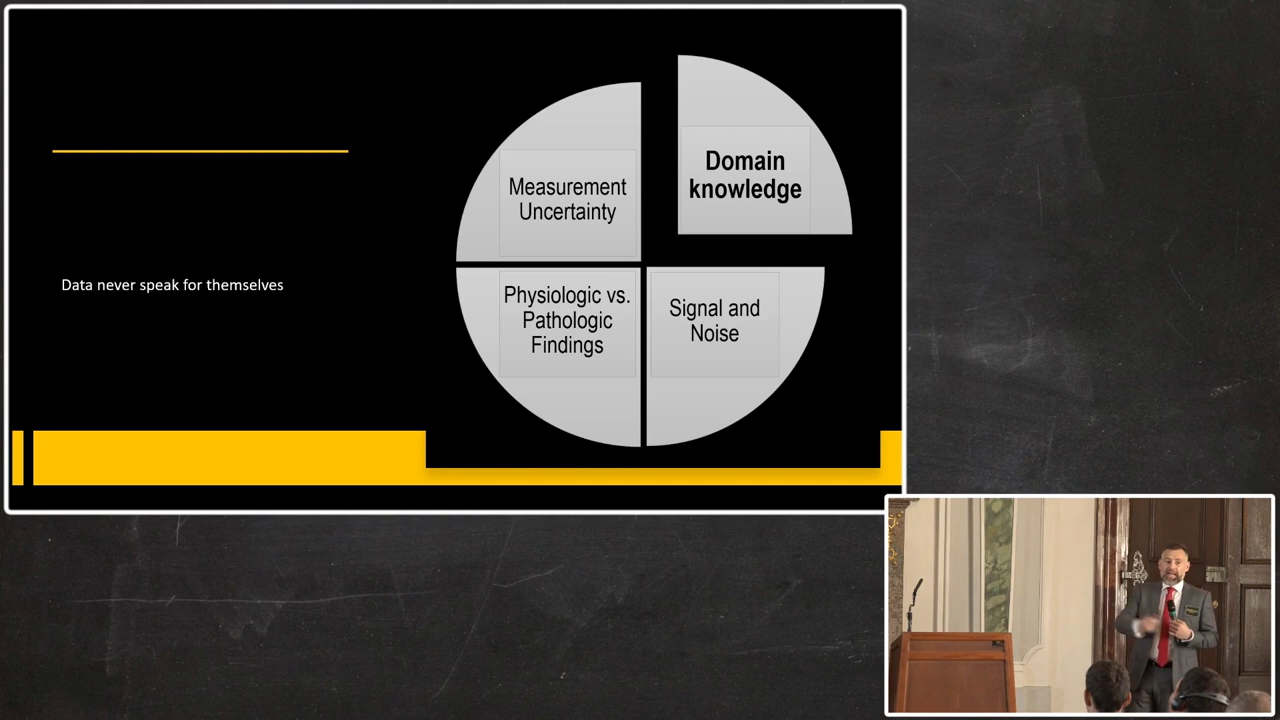 Data never speak for themselves
Measurement
Uncertainty
Domain
knowledge
Physiologic vs.
Pathologic
Findings
Signal and
Noise